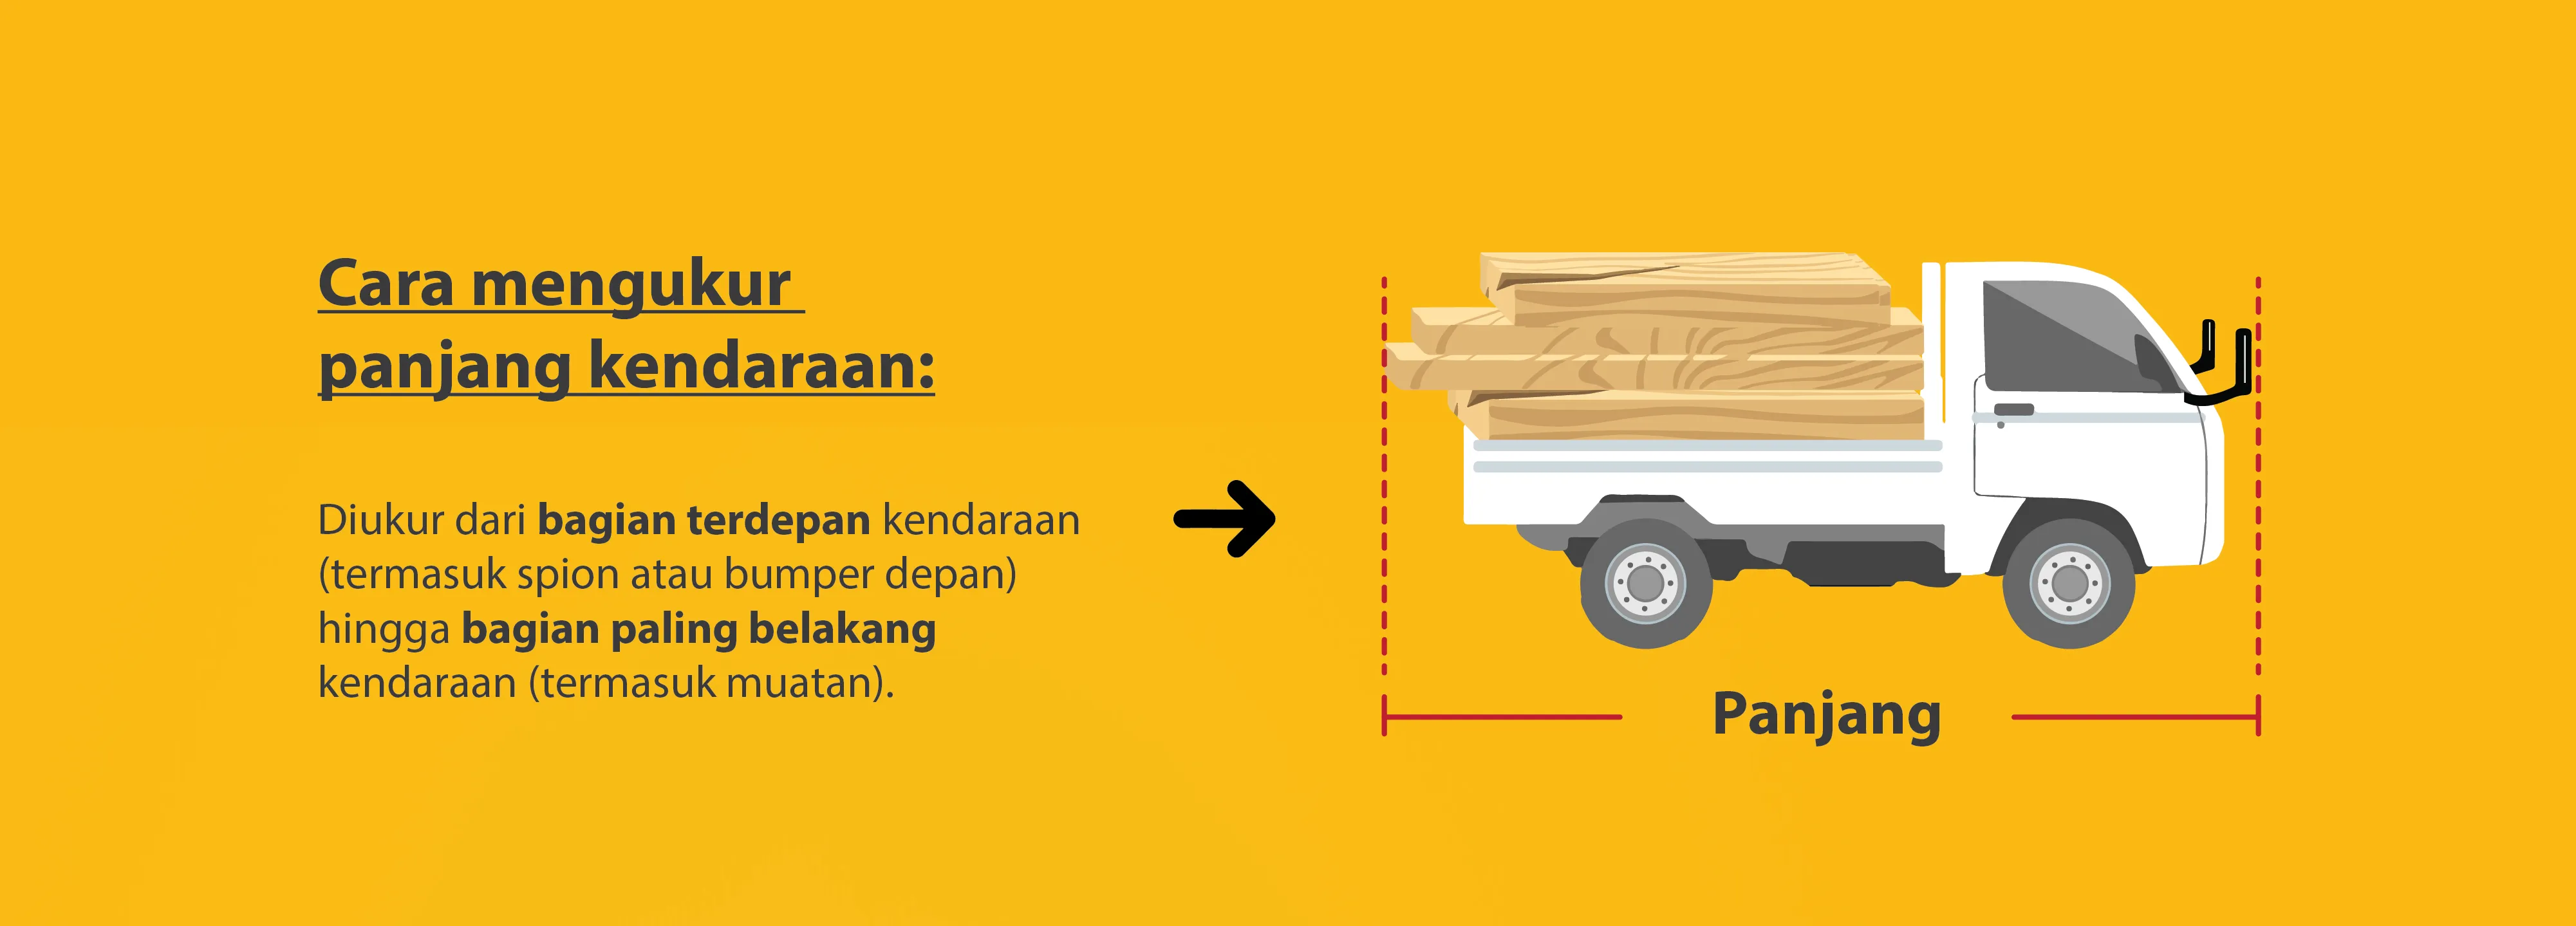 Cara mengukur
panjang kendaraan:
Diukur dari bagian terdepan kendaraan
(termasuk spion atau bumper depan)
hingga bagian paling belakang
kendaraan (termasuk muatan).
Panjang